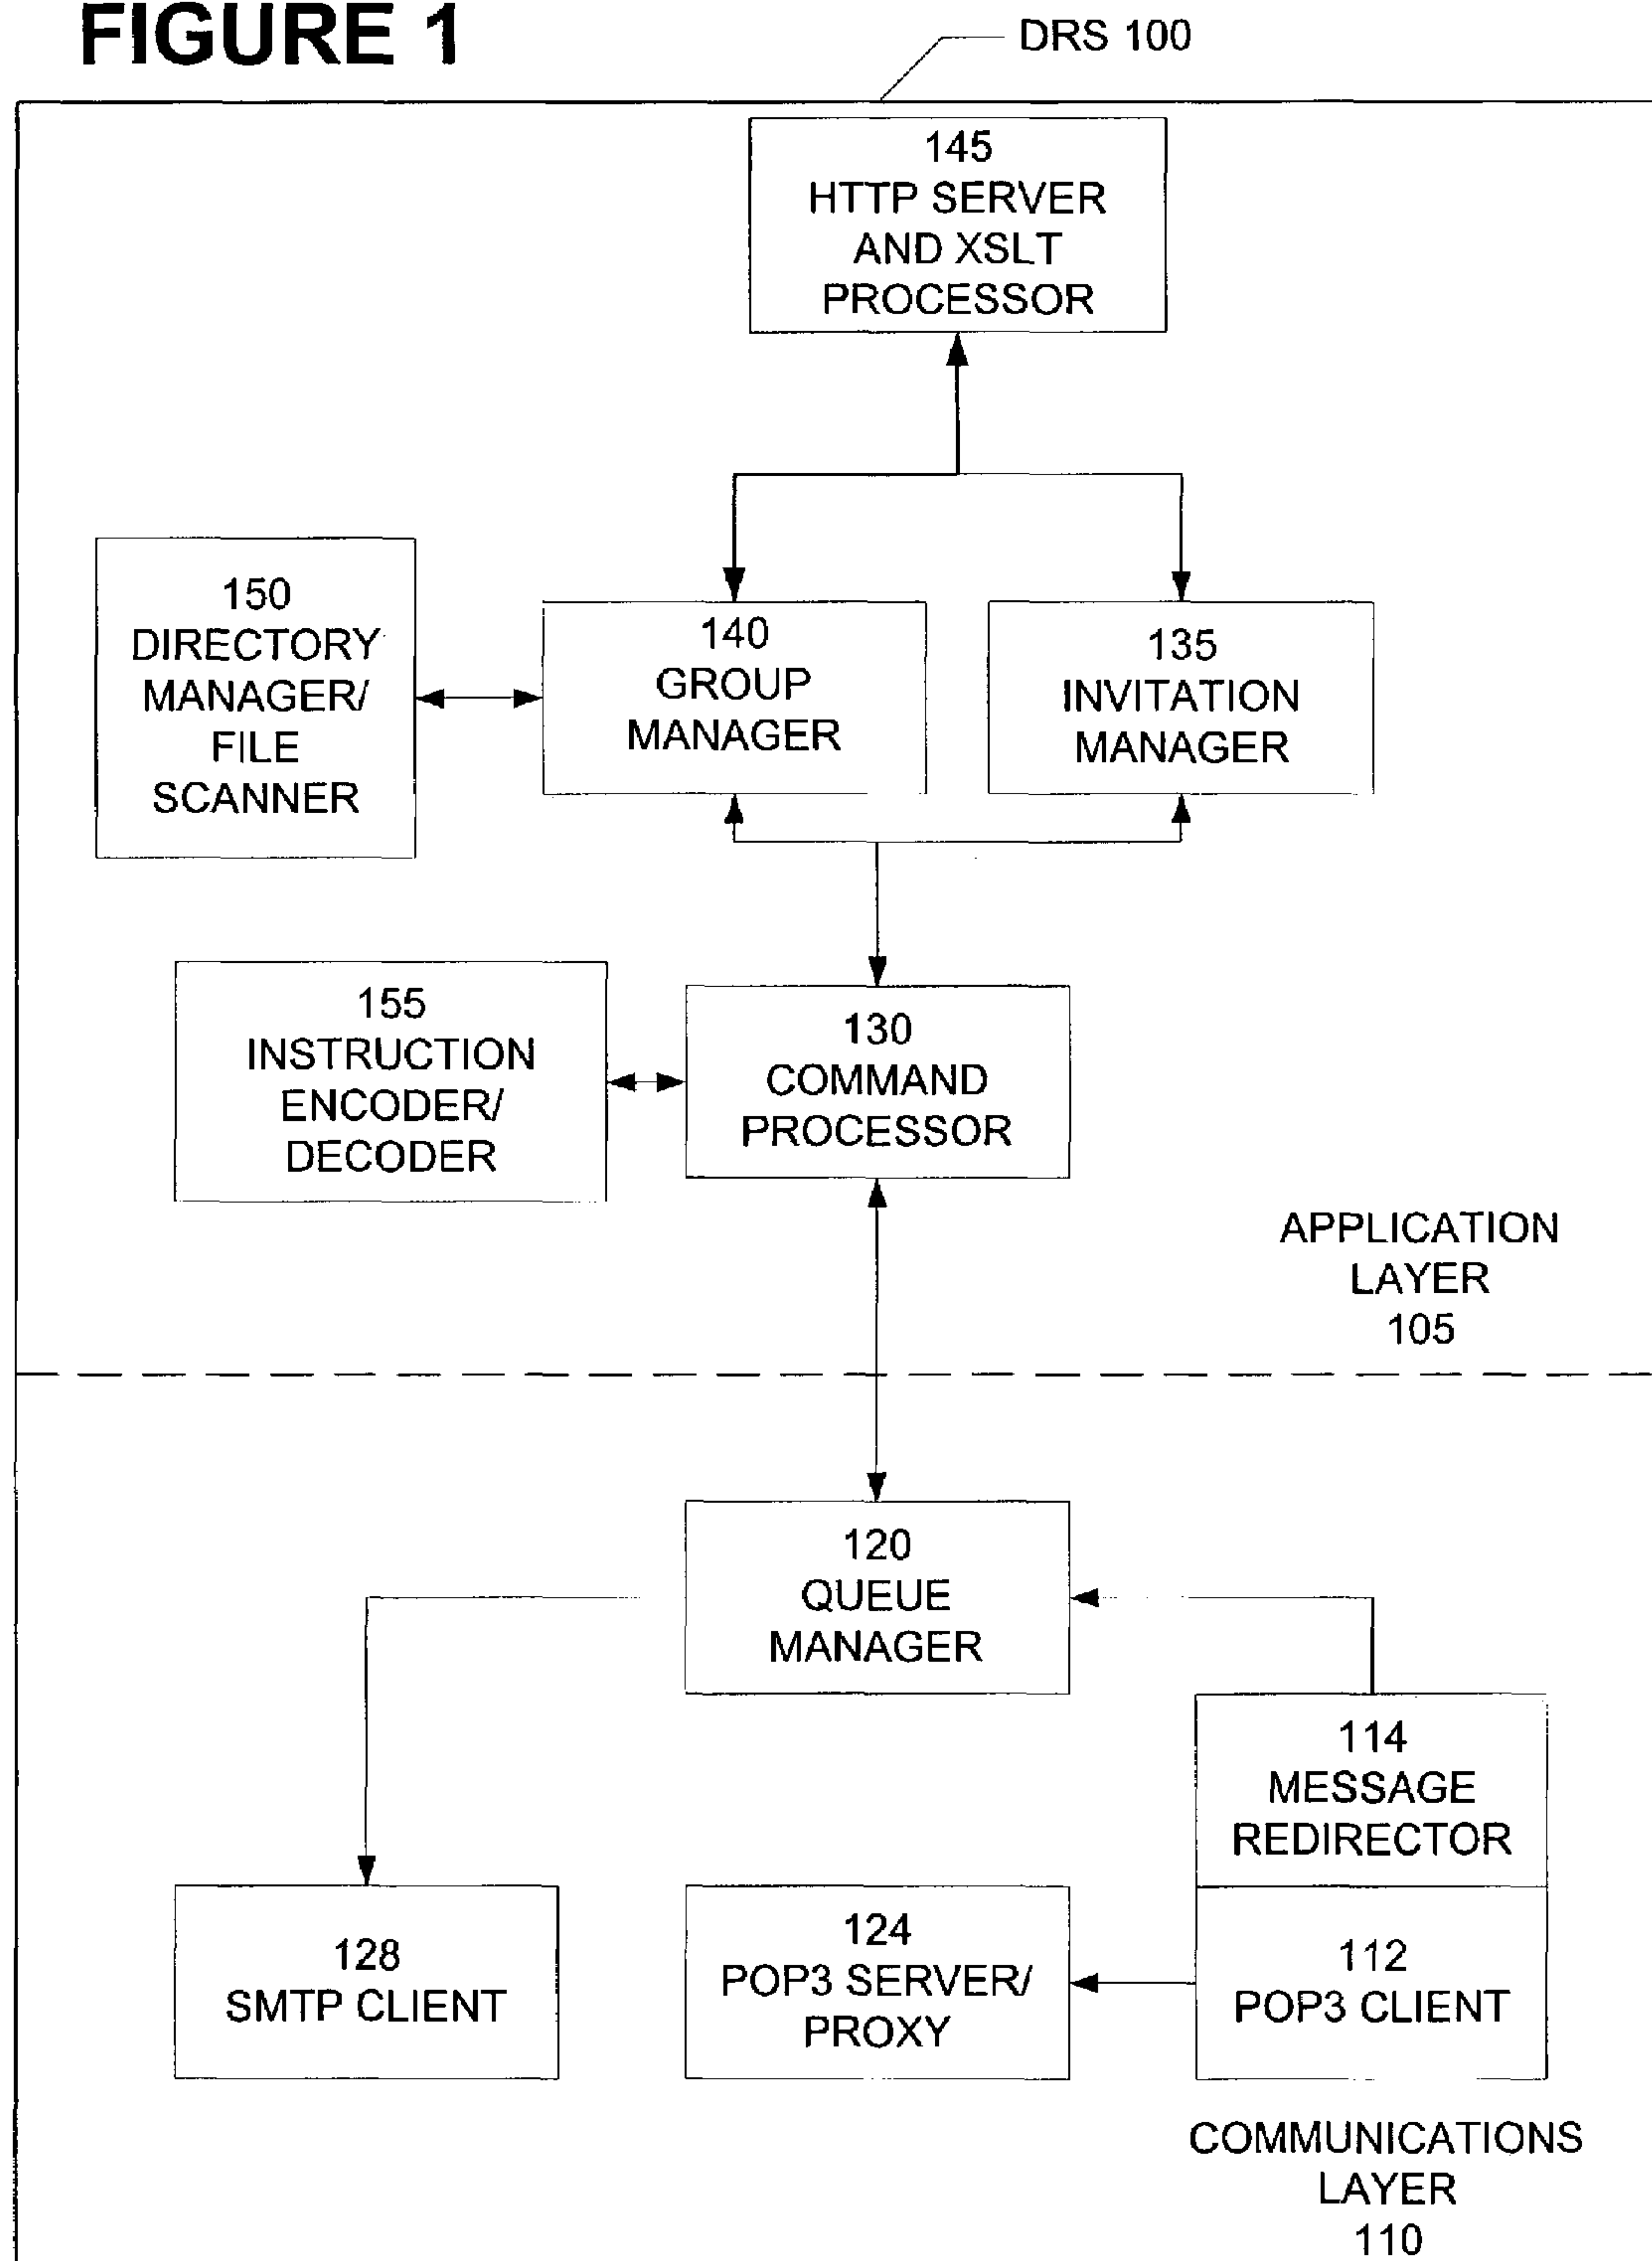 FIGURE 1
DRS 100
145
HTTP SERVER
AND XSLT
PROCESSOR
150
DIRECTORY
MANAGER/
FILE
SCANNER
140
GROUP
MANAGER
135
INVITATION
MANAGER
155
INSTRUCTION
ENCODER/
DECODER
130
COMMAND
PROCESSOR
APPLICATION
LAYER
105
120
QUEUE
MANAGER
114
MESSAGE
REDIRECTOR
128
SMTP CLIENT
124
POP3 SERVER/
PROXY
112
POP3 CLIENT
COMMUNICATIONS
LAYER
110